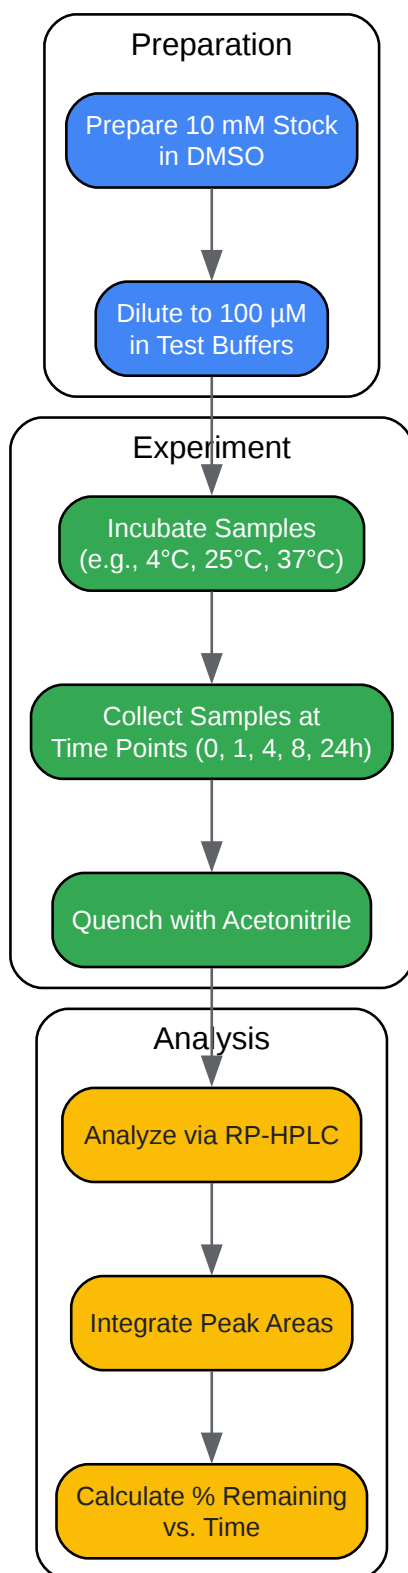 Preparation
Prepare 10 mM Stock
in DMSO
Dilute to 100 µM
in Test Buffers
Experiment
Incubate Samples
(e.g., 4°C, 25°C, 37°C)
Collect Samples at
Time Points (0, 1, 4, 8, 24h)
Quench with Acetonitrile
Analysis
Analyze via RP-HPLC
Integrate Peak Areas
Calculate % Remaining
vs. Time